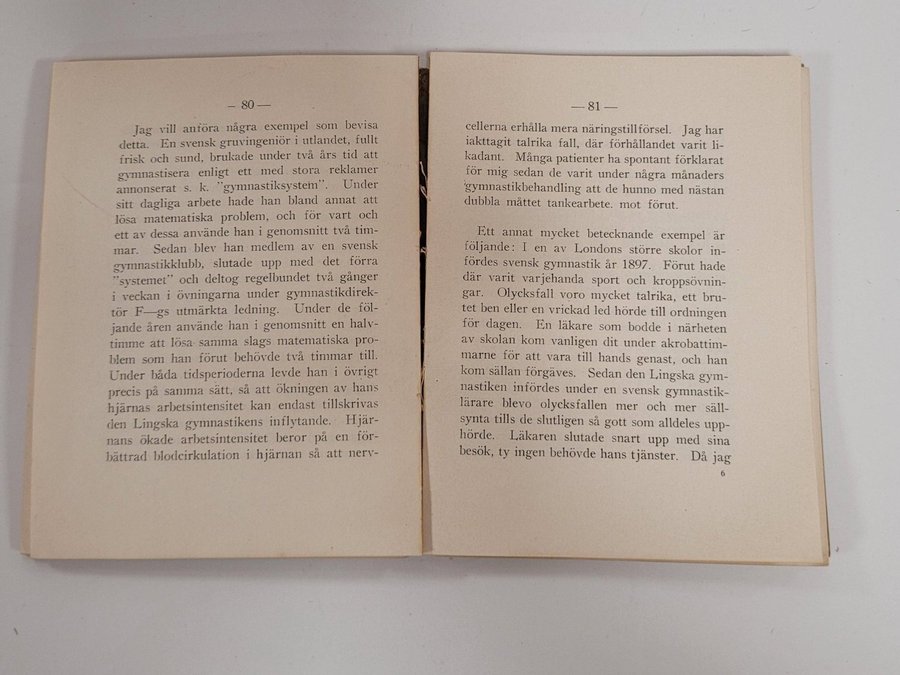 – 80 —
Jag vill anföra några exempel som bevisa
detta. En svensk gruvingeniör i utlandet, fullt
frisk och sund, brukade under två års tid att
gymnastisera enligt ett med stora reklamer
annonserat s. k. "gymnastiksystem". Under
sitt dagliga arbete hade han bland annat att
lösa matematiska problem, och för vart och
ett av dessa använde han i genomsnitt två tim-
mar. Sedan blev han medlem av en svensk
gymnastikklubb, slutade upp med det förra
"systemet" och deltog regelbundet två gånger
i veckan i övningarna under gymnastikdirek-
tör F—gs utmärkta ledning. Under de föl-
jande åren använde han i genomsnitt en halv-
timme att lösa samma slags matematiska pro-
blem som han förut behövde två timmar till.
Under båda tidsperioderna levde han i övrigt
precis på samma sätt, så att ökningen av hans
hjärnas arbetsintensitet kan endast tillskrivas
den Lingska gymnastikens inflytande. Hjär-
nans ökade arbetsintensitet beror på en för-
bättrad blodcirkulation i hjärnan så att nerv-
— 81 —
cellerna erhålla mera näringstillförsel. Jag har
iakttagit talrika fall, där förhållandet varit li-
kadant. Många patienter ha spontant förklarat
för mig sedan de varit under några månaders
gymnastikbehandling att de hunno med nästan
dubbla måttet tankearbete. mot förut.
Ett annat mycket betecknande exempel är
följande: I en av Londons större skolor in-
fördes svensk gymnastik år 1897. Förut hade
där varit varjehanda sport och kroppsövnin-
gar. Olycksfall voro mycket talrika, ett bru-
tet ben eller en vrickad led hörde till ordningen
för dagen. En läkare som bodde i närheten
av skolan kom vanligen dit under akrobattim-
marne för att vara till hands genast, och han
kom sällan förgäves. Sedan den Lingska gym-
nastiken infördes under en svensk gymnastik-
lärare blevo olycksfallen mer och mer säll-
synta tills de slutligen så gott som alldeles upp-
hörde. Läkaren slutade snart upp med sina
besök, ty ingen behövde hans tjänster. Då jag
6